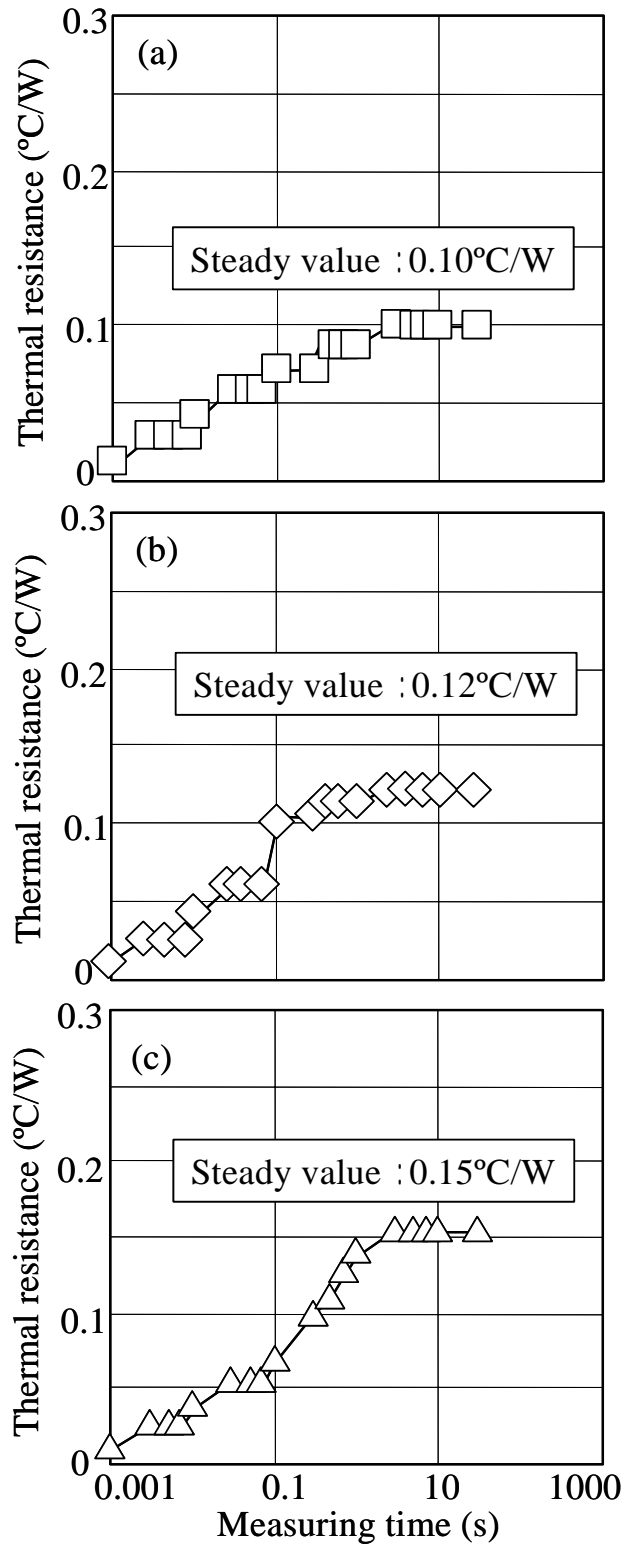 0.3
(a)
0.2
Steady value :0.10ºC/W
0.1
0
Thermal resistance (ºC/W)
0.3
(b)
0.2
Steady value :0.12ºC/W
0.1
0
Thermal resistance (ºC/W)
0.3
(c)
0.2
Steady value :0.15ºC/W
0.1
0
Thermal resistance (ºC/W)
0.001 0.1 10 1000
Measuring time (s)